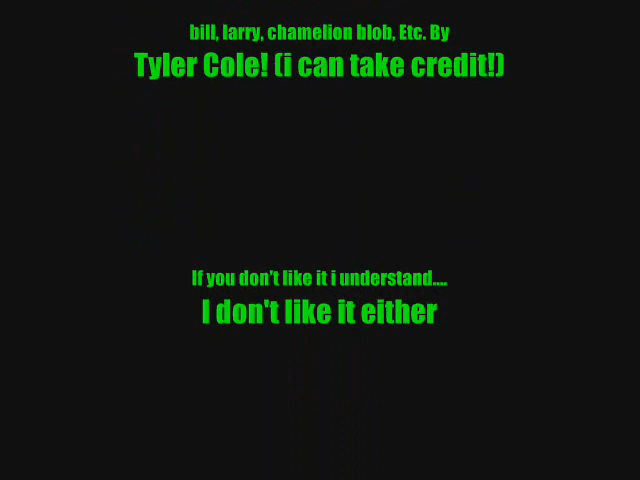 bill, larry, chamelion blob, Etc. By
Tyler Cole! (i can take credit!)
If you don't like it i understand....
I don't like it either